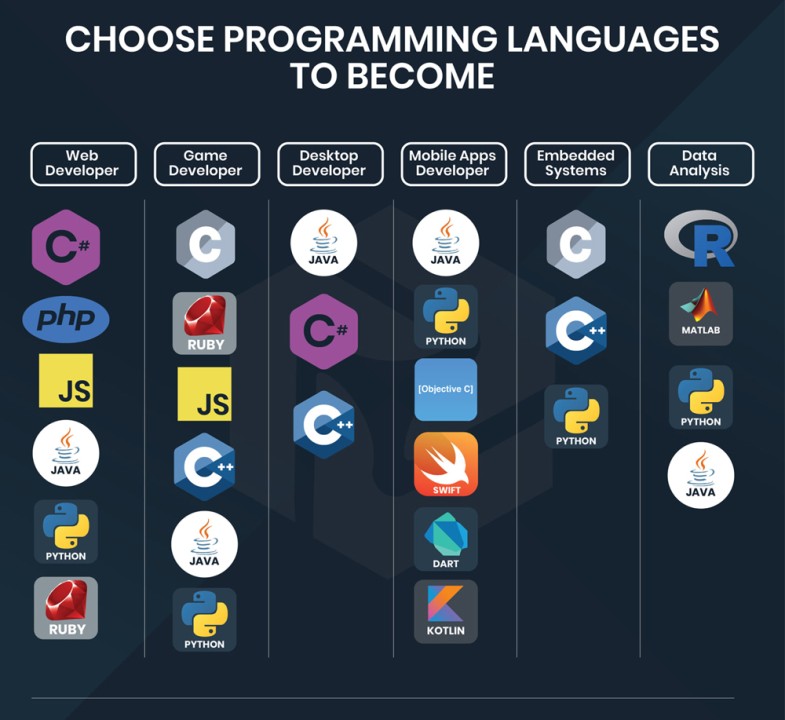 CHOOSE PROGRAMMING LANGUAGES
TO BECOME
Web
Developer
C#
php
JS
JAVA
PYTHON
RUBY
Game
Developer
C
RUBY
JS
C++
JAVA
PYTHON
Desktop
Developer
JAVA
C#
C++
Mobile Apps
Developer
JAVA
PYTHON
[Objective C]
SWIFT
DART
KOTLIN
Embedded
Systems
C
C++
PYTHON
Data
Analysis
R
MATLAB
PYTHON
JAVA